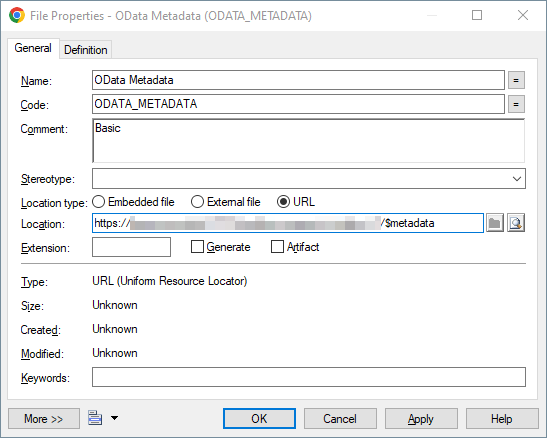 File Properties - OData Metadata (ODATA_METADATA)
General Definition
Name: OData Metadata =
Code: ODATA_METADATA =
Comment: Basic
Stereotype:
Location type: Embedded file External file URL
Location: https:// /$metadata
Extension: Generate Artifact
Type: URL (Uniform Resource Locator)
Size: Unknown
Created: Unknown
Modified: Unknown
Keywords:
More >> OK Cancel Apply Help